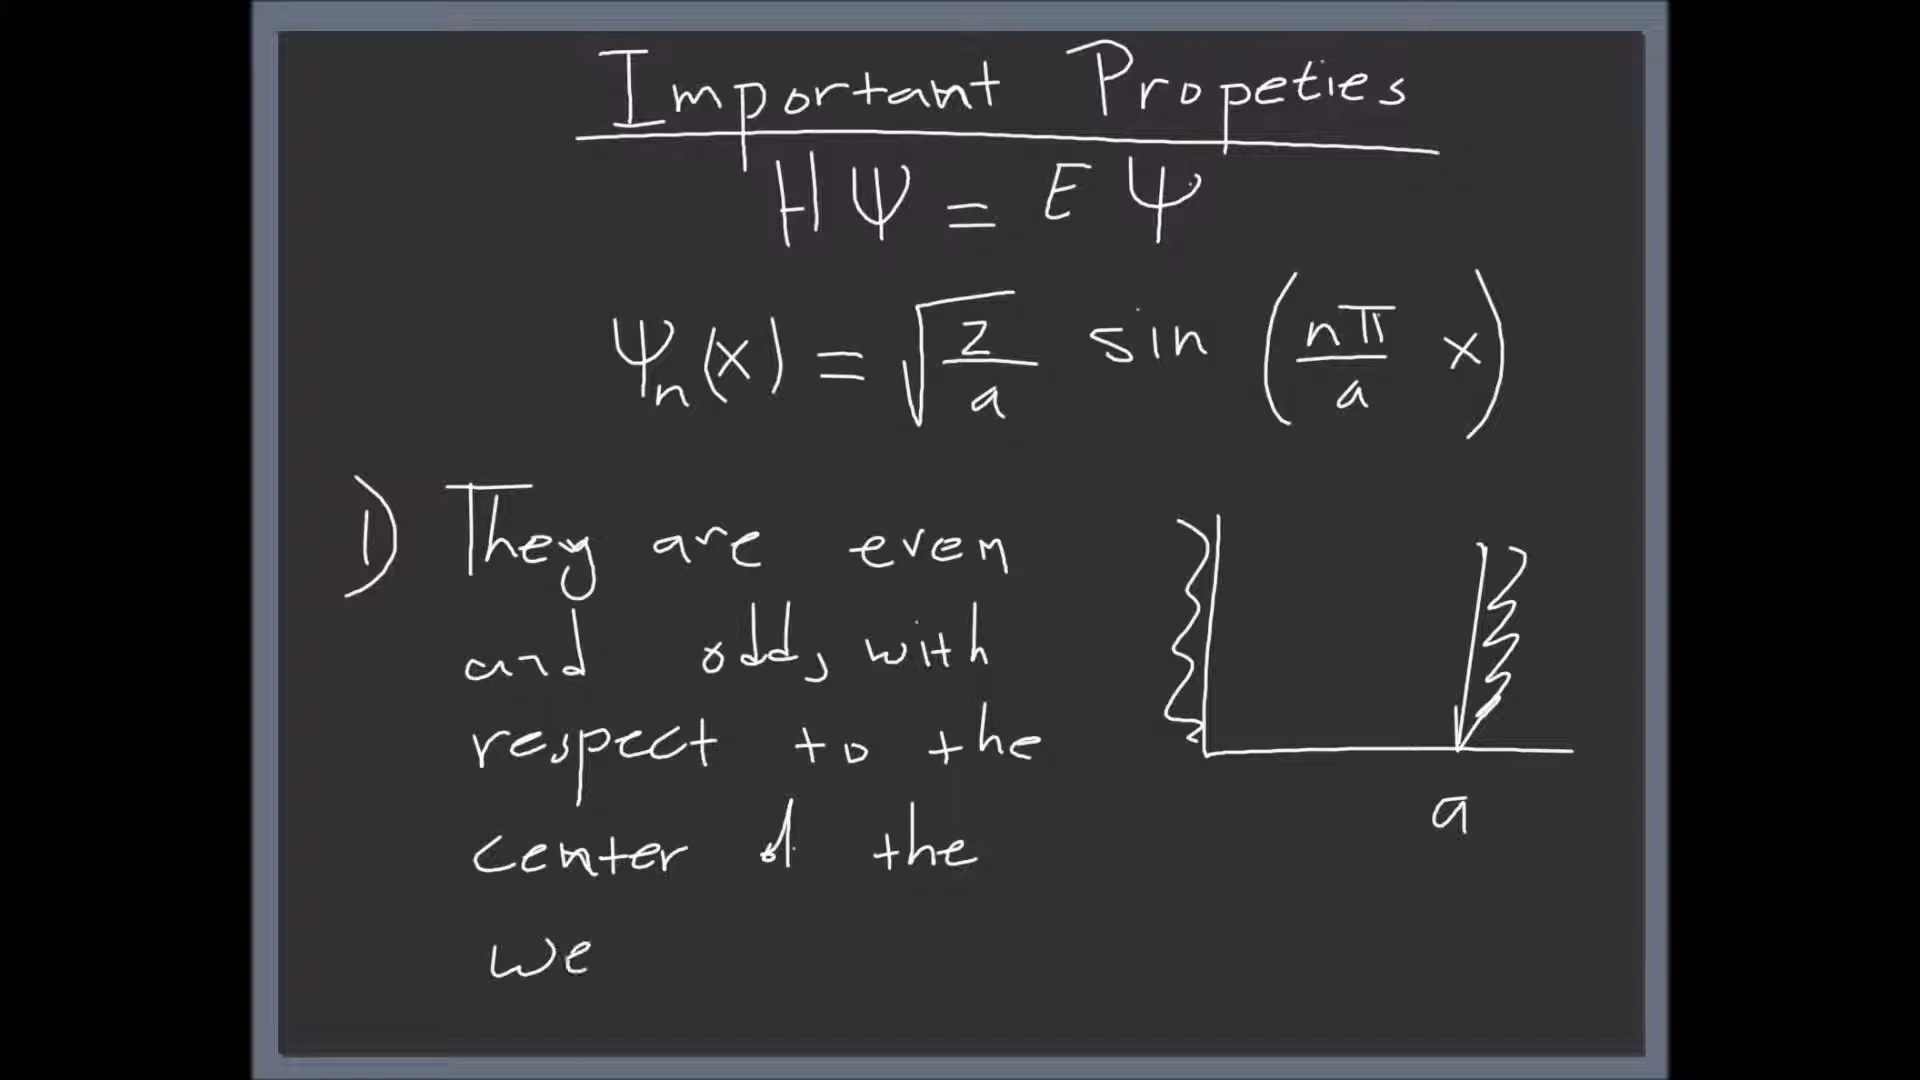 Important Propeties
HΨ = EΨ
Ψn(x) = √(2/a) sin (nπ/a x)
1) They are even
and odd, with
respect to the
center of the
we
a